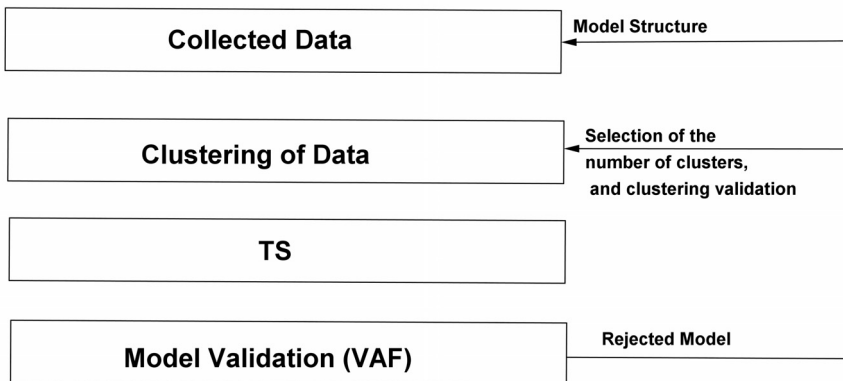 Collected Data
Model Structure
Clustering of Data
Selection of the
number of clusters,
and clustering validation
TS
Model Validation (VAF)
Rejected Model